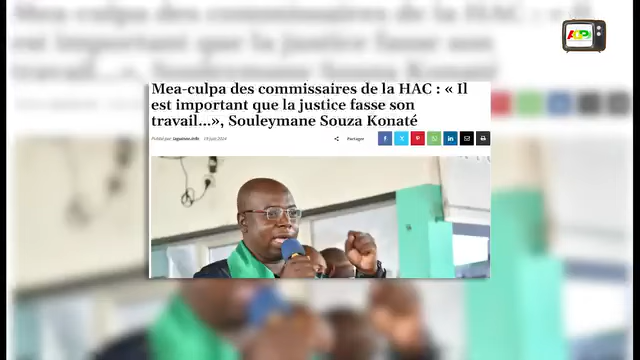 Mea-culpa des commissaires de la HAC : « Il
est important que la justice fasse son
travail...», Souleymane Souza Konaté
Partager